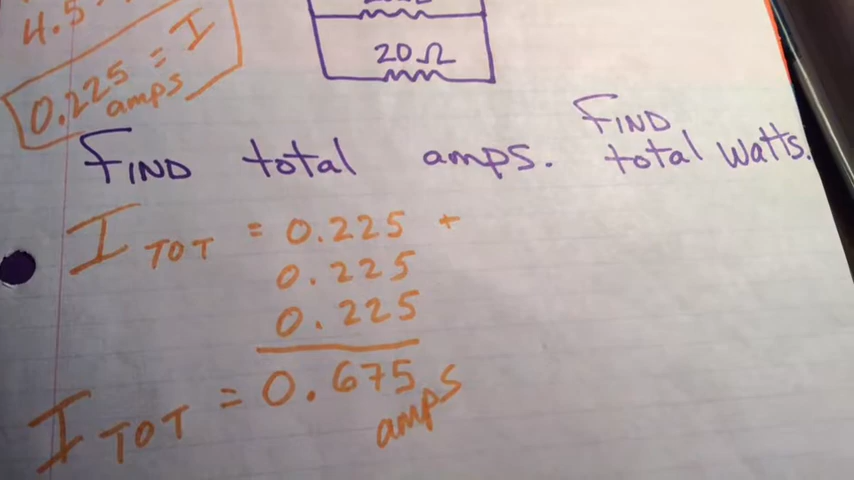 4.5
0.225 = I
amps
20Ω
FIND total amps. FIND
total watts.
I TOT = 0.225 +
0.225
0.225
I TOT = 0.675
amps